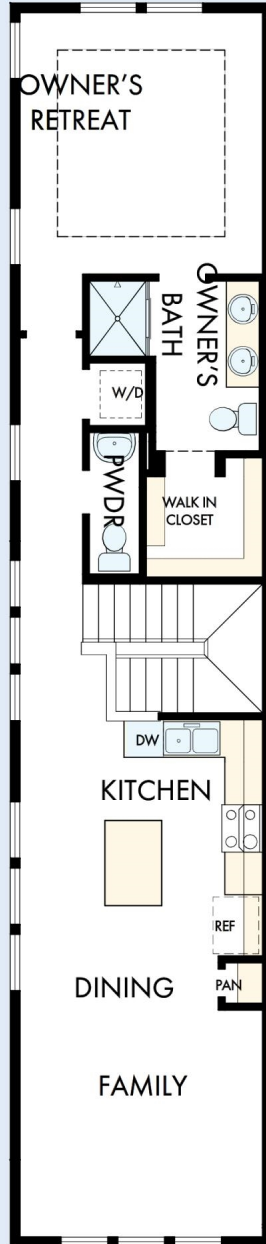 OWNER'S
RETREAT
OWNER'S
BATH
W/D
PWDR
WALK IN
CLOSET
DW
KITCHEN
REF
DINING
PAN
FAMILY